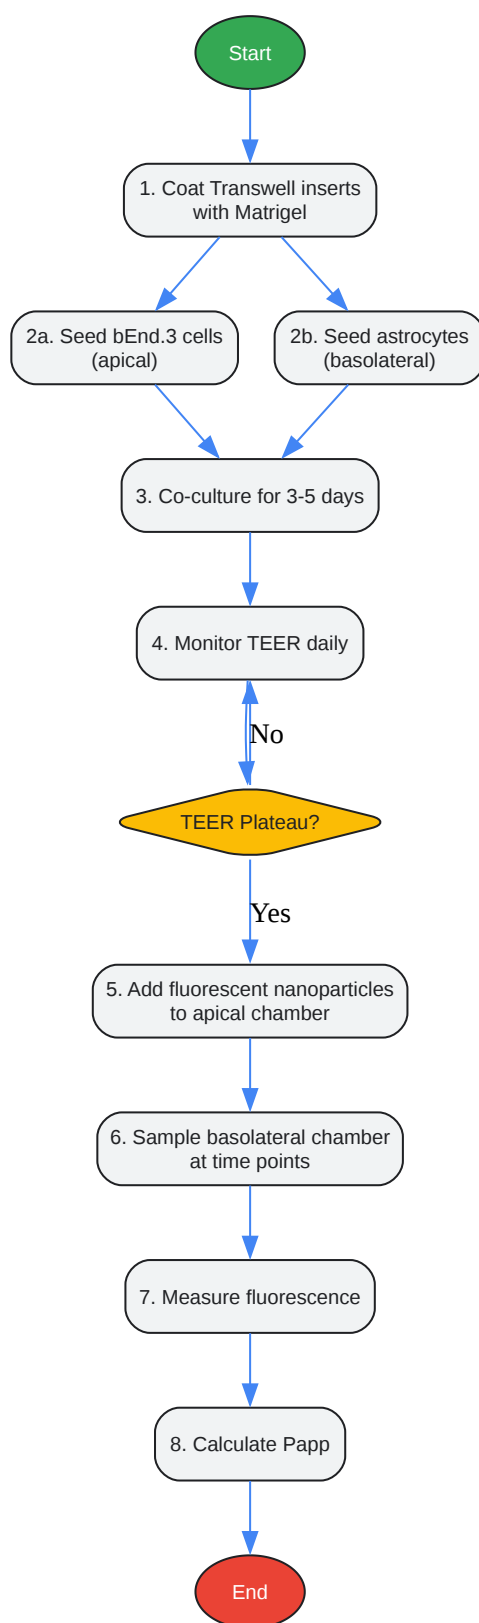 Start
1. Coat Transwell inserts
with Matrigel
2a. Seed bEnd.3 cells
(apical)
2b. Seed astrocytes
(basolateral)
3. Co-culture for 3-5 days
4. Monitor TEER daily
No
TEER Plateau?
Yes
5. Add fluorescent nanoparticles
to apical chamber
6. Sample basolateral chamber
at time points
7. Measure fluorescence
8. Calculate Papp
End